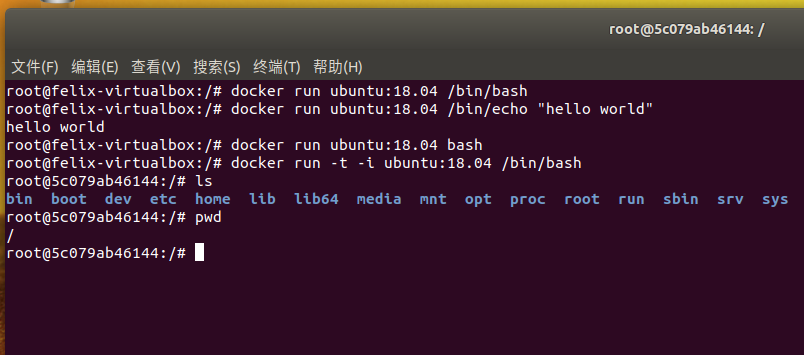 root@5c079ab46144: /
文件(F) 编辑(E) 查看(V) 搜索(S) 终端(T) 帮助(H)
root@felix-virtualbox:/# docker run ubuntu:18.04 /bin/bash
root@felix-virtualbox:/# docker run ubuntu:18.04 /bin/echo "hello world"
hello world
root@felix-virtualbox:/# docker run ubuntu:18.04 bash
root@felix-virtualbox:/# docker run -t -i ubuntu:18.04 /bin/bash
root@5c079ab46144:/# ls
bin boot dev etc home lib lib64 media mnt opt proc root run sbin srv sys
root@5c079ab46144:/# pwd
/
root@5c079ab46144:/#